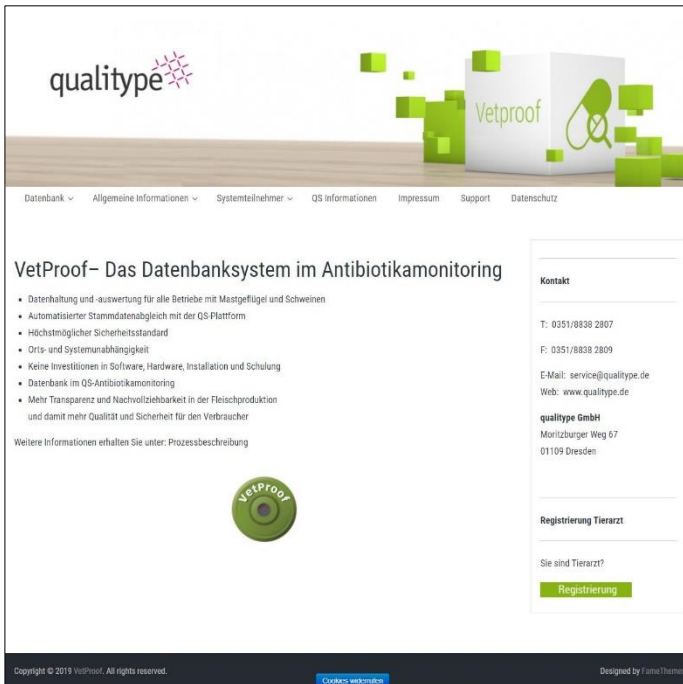 qualitype
Vetproof
Datenbank Allgemeine Informationen Systemteilnehmer QS Informationen Impressum Support Datenschutz
VetProof– Das Datenbanksystem im Antibiotikamonitoring
Datenhaltung und -auswertung für alle Betriebe mit Mastgeflügel und Schweinen
Automatisierter Stammdatenabgleich mit der QS-Plattform
Höchstmöglicher Sicherheitsstandard
Orts- und Systemunabhängigkeit
Keine Investitionen in Software, Hardware, Installation und Schulung
Datenbank im QS-Antibiotikamonitoring
Mehr Transparenz und Nachvollziehbarkeit in der Fleischproduktion
und damit mehr Qualität und Sicherheit für den Verbraucher
Weitere Informationen erhalten Sie unter: Prozessbeschreibung
VetProof
Kontakt
T: 0351/8838 2807
F: 0351/8838 2809
E-Mail: service@qualitype.de
Web: www.qualitype.de
qualitype GmbH
Moritzburger Weg 67
01109 Dresden
Registrierung Tierarzt
Sie sind Tierarzt?
Registrierung
Copyright © 2019 VetProof. All rights reserved.
Cookies widerrufen
Designed by FameThemes